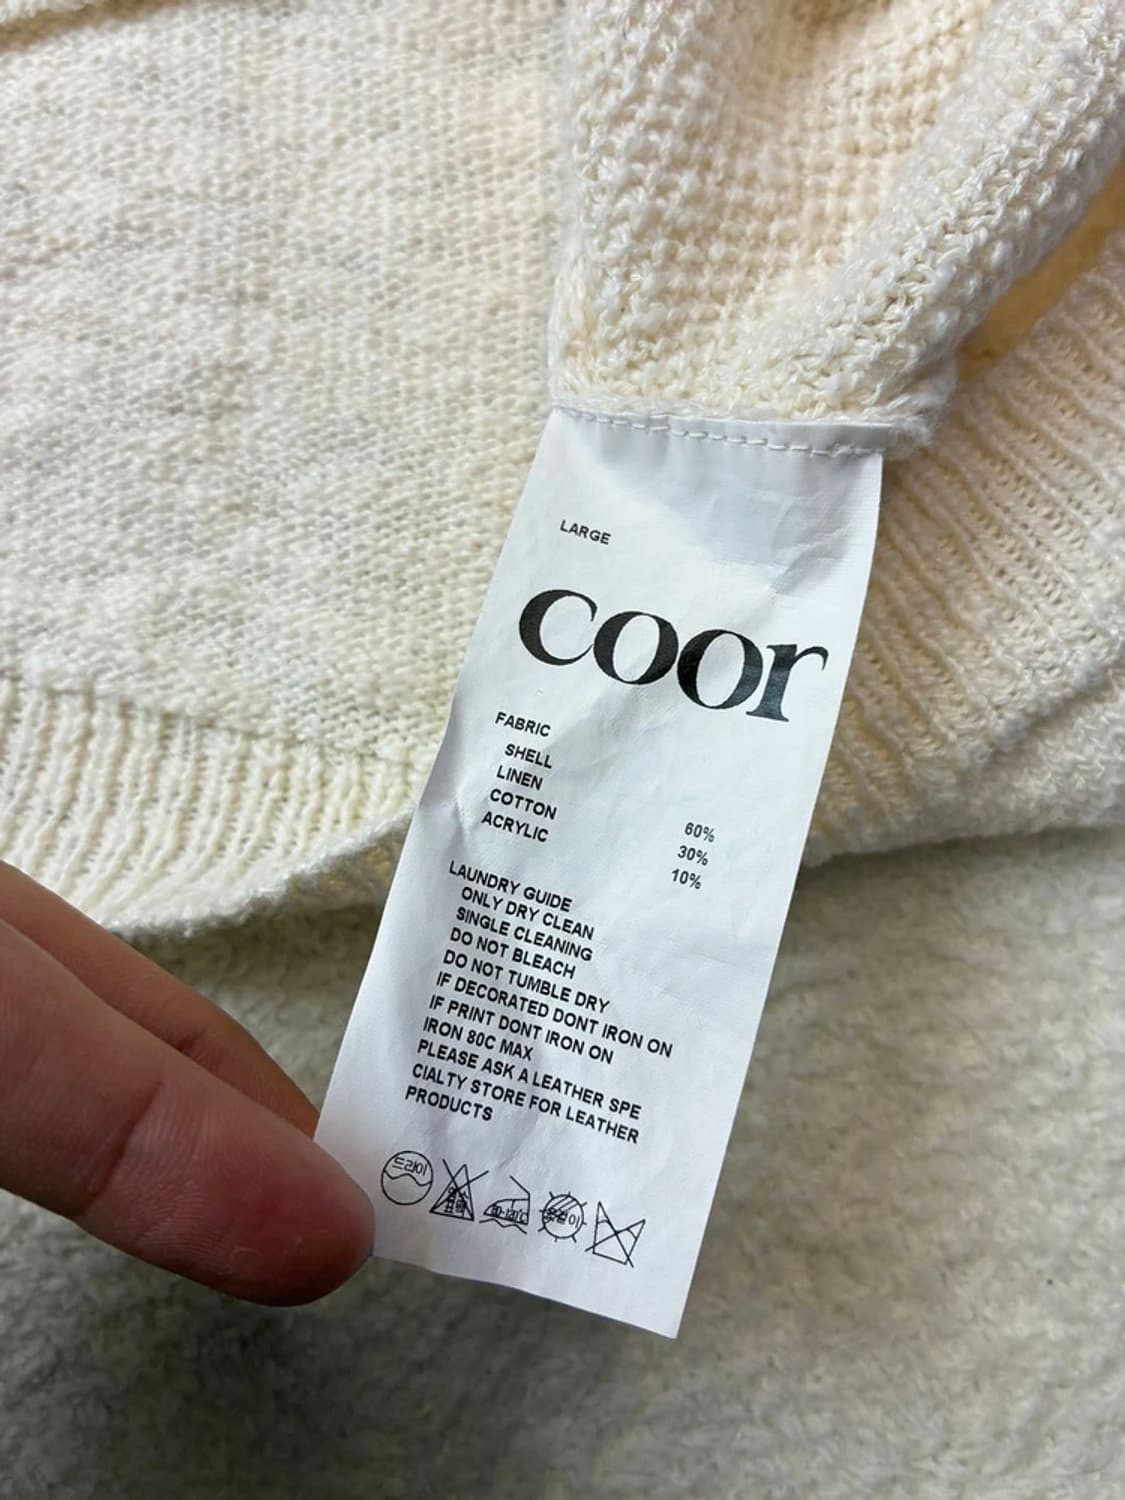 LARGE
coor
FABRIC
SHELL
LINEN 60%
COTTON 30%
ACRYLIC 10%
LAUNDRY GUIDE
ONLY DRY CLEAN
SINGLE CLEANING
DO NOT BLEACH
DO NOT TUMBLE DRY
IF DECORATED DONT IRON ON
IF PRINT DONT IRON ON
IRON 80C MAX
PLEASE ASK A LEATHER SPE
CIALTY STORE FOR LEATHER
PRODUCTS
드라이